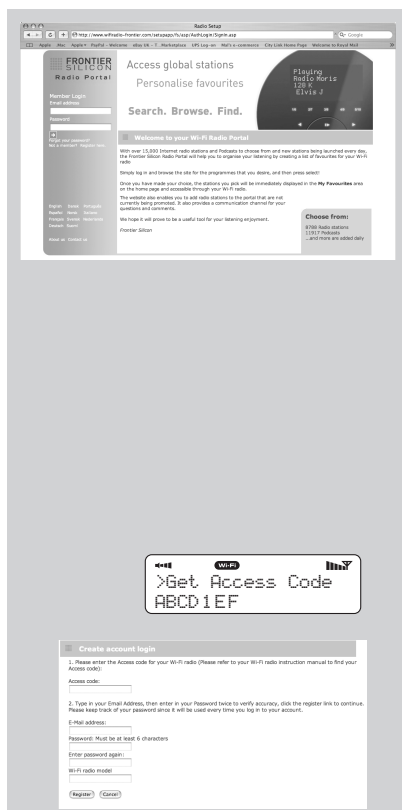 Radio Setup
http://www.wifiradio-frontier.com/setupapp/fs/asp/AuthLogin/SignIn.asp
Google
Apple .Mac Apple PayPal - Welcome eBay UK - T...Marketplace UPS Log-on Mal's e-commerce City Link Home Page Welcome to Royal Mail
FRONTIER
SILICON
Radio Portal
Access global stations
Personalise favourites
Search. Browse. Find.
Playing
Radio Moris
128 K
Elvis J
Member Login
Email address
Password
Forgot your password?
Not a member? Register here.
Welcome to your Wi-Fi Radio Portal
With over 15,000 Internet radio stations and Podcasts to choose from and new stations being launched every day,
the Frontier Silicon Radio Portal will help you to organise your listening by creating a list of favourites for your Wi-Fi
radio
Simply log in and browse the site for the programmes that you desire, and then press select!
Once you have made your choice, the stations you pick will be immediately displayed in the My Favourites area
on the home page and accessible through your Wi-Fi radio.
The website also enables you to add radio stations to the portal that are not
currently being promoted. It also provides a communication channel for your
questions and comments.
We hope it will prove to be a useful tool for your listening enjoyment.
Frontier Silicon
Choose from:
9786 Radio stations
11917 Podcasts
...and more are added daily
English Dansk Português
Español Norsk
Français Svenska Nederlands
Deutsch Suomi
About us Contact us
Wi-Fi
>Get Access Code
ABCD1EF
Create account login
1. Please enter the Access code for your Wi-Fi radio (Please refer to your Wi-Fi radio instruction manual to find your
Access code):
Access code:
2. Type in your Email Address, then enter in your Password twice to verify accuracy, click the register link to continue.
Please keep track of your password since it will be used every time you log in to your account.
E-Mail address:
Password: Must be at least 6 characters
Enter password again:
Wi-Fi radio model
Register Cancel